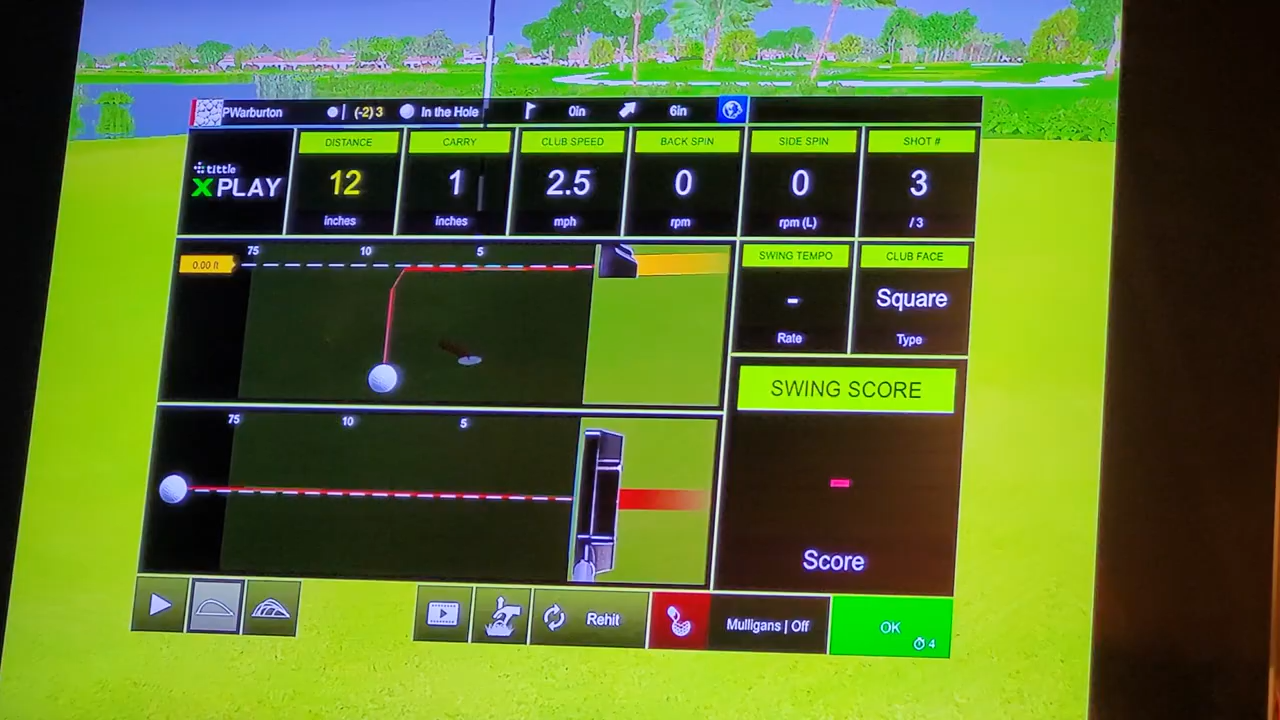 PWarburton (-2) 3 In the Hole 0in 6in
tittle
X PLAY
DISTANCE
12
inches
CARRY
1
inches
CLUB SPEED
2.5
mph
BACK SPIN
0
rpm
SIDE SPIN
0
rpm (L)
SHOT #
3
/ 3
75 10 5
0.00 ft
SWING TEMPO
-
Rate
CLUB FACE
Square
Type
75 10 5
SWING SCORE
-
Score
Rehit
Mulligans | Off
OK
4